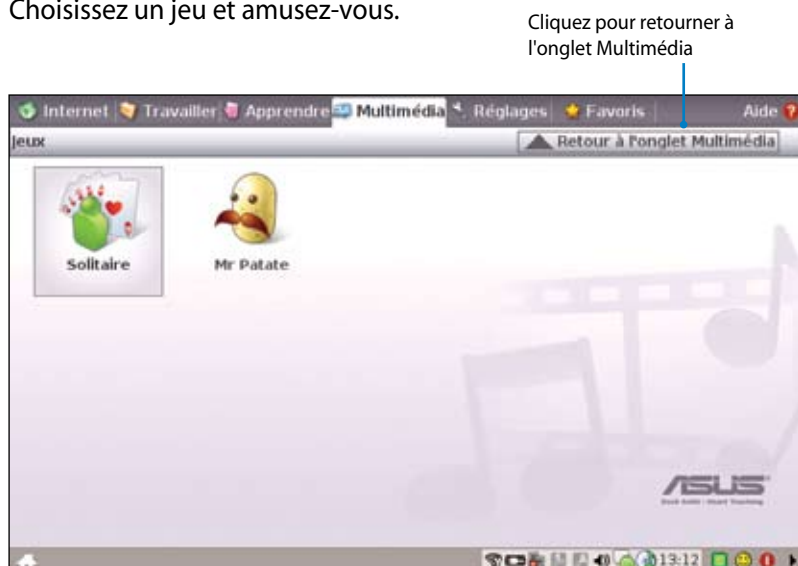 Choisissez un jeu et amusez-vous.
Cliquez pour retourner à
l'onglet Multimédia
Internet Travailler Apprendre Multimédia Réglages Favoris Aide
Jeux Retour à l'onglet Multimédia
Solitaire Mr Patate
ASUS
13:12